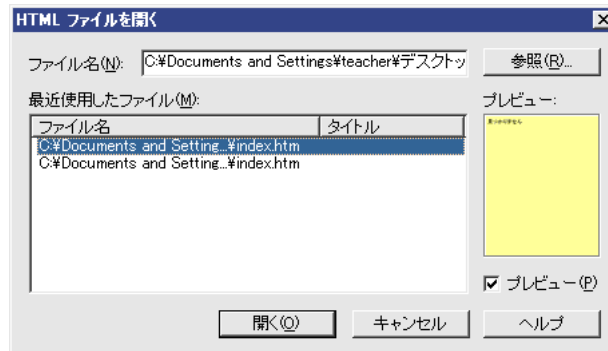 HTML ファイルを開く
ファイル名(N): C:¥Documents and Settings¥teacher¥デスクトッ 参照(R)...
最近使用したファイル(M): プレビュー:
ファイル名 タイトル
C:¥Documents and Setting...¥index.htm
C:¥Documents and Setting...¥index.htm
プレビュー(P)
開く(O) キャンセル ヘルプ